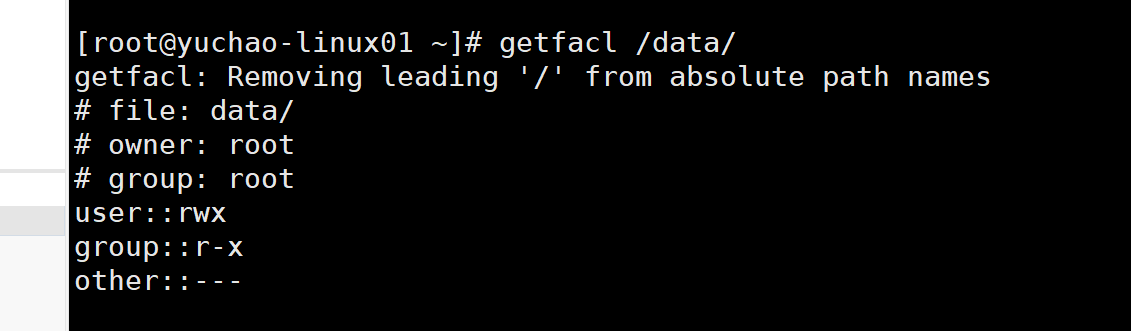 [root@yuchao-linux01 ~]# getfacl /data/
getfacl: Removing leading '/' from absolute path names
# file: data/
# owner: root
# group: root
user::rwx
group::r-x
other::---